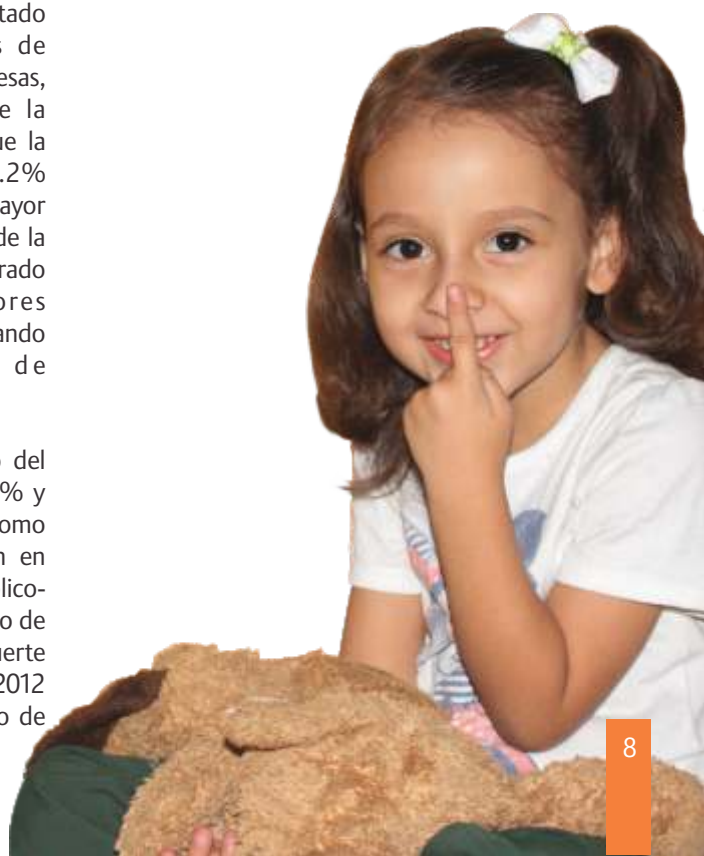 tado
s de
esas,
e la
ue la
.2%
ayor
de la
rado
ores
ando
de
del
% y
omo
n en
lico-
o de
uerte
2012
o de
8